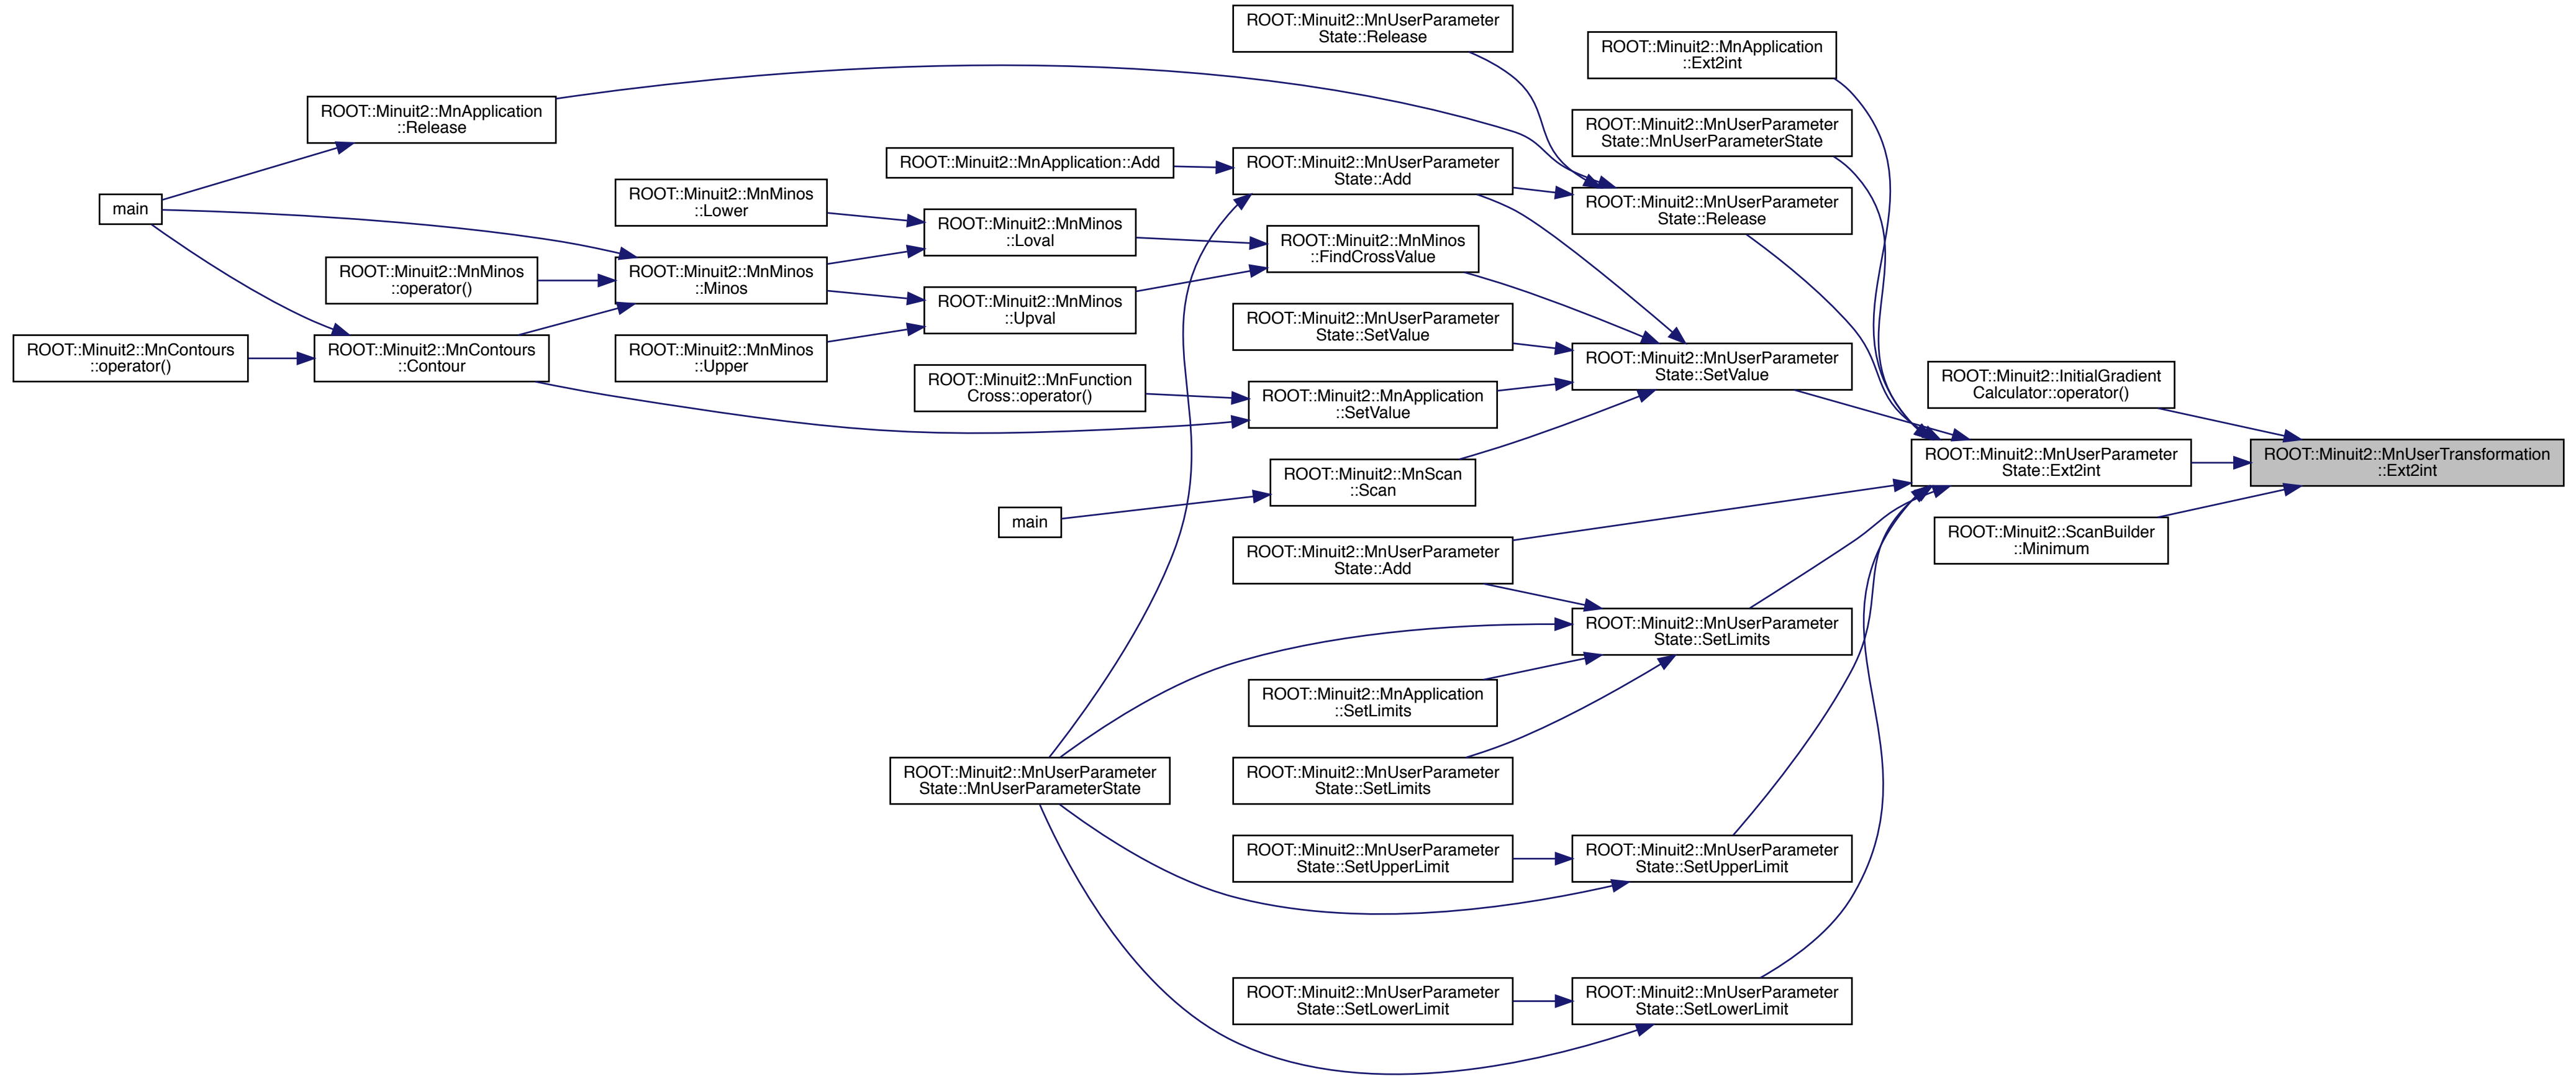 ROOT::Minuit2::MnUserParameter
State::Release
ROOT::Minuit2::MnApplication
::Ext2int
ROOT::Minuit2::MnApplication
::Release
ROOT::Minuit2::MnUserParameter
State::MnUserParameterState
ROOT::Minuit2::MnApplication::Add
ROOT::Minuit2::MnUserParameter
State::Add
ROOT::Minuit2::MnUserParameter
State::Release
main
ROOT::Minuit2::MnMinos
::Lower
ROOT::Minuit2::MnMinos
::Loval
ROOT::Minuit2::MnMinos
::FindCrossValue
ROOT::Minuit2::MnMinos
::operator()
ROOT::Minuit2::MnMinos
::Minos
ROOT::Minuit2::MnMinos
::Upval
ROOT::Minuit2::MnUserParameter
State::SetValue
ROOT::Minuit2::MnContours
::operator()
ROOT::Minuit2::MnContours
::Contour
ROOT::Minuit2::MnMinos
::Upper
ROOT::Minuit2::MnUserParameter
State::SetValue
ROOT::Minuit2::MnFunction
Cross::operator()
ROOT::Minuit2::MnApplication
::SetValue
ROOT::Minuit2::InitialGradient
Calculator::operator()
ROOT::Minuit2::MnScan
::Scan
ROOT::Minuit2::MnUserParameter
State::Ext2int
ROOT::Minuit2::MnUserTransformation
::Ext2int
main
ROOT::Minuit2::ScanBuilder
::Minimum
ROOT::Minuit2::MnUserParameter
State::Add
ROOT::Minuit2::MnUserParameter
State::SetLimits
ROOT::Minuit2::MnApplication
::SetLimits
ROOT::Minuit2::MnUserParameter
State::MnUserParameterState
ROOT::Minuit2::MnUserParameter
State::SetLimits
ROOT::Minuit2::MnUserParameter
State::SetUpperLimit
ROOT::Minuit2::MnUserParameter
State::SetUpperLimit
ROOT::Minuit2::MnUserParameter
State::SetLowerLimit
ROOT::Minuit2::MnUserParameter
State::SetLowerLimit